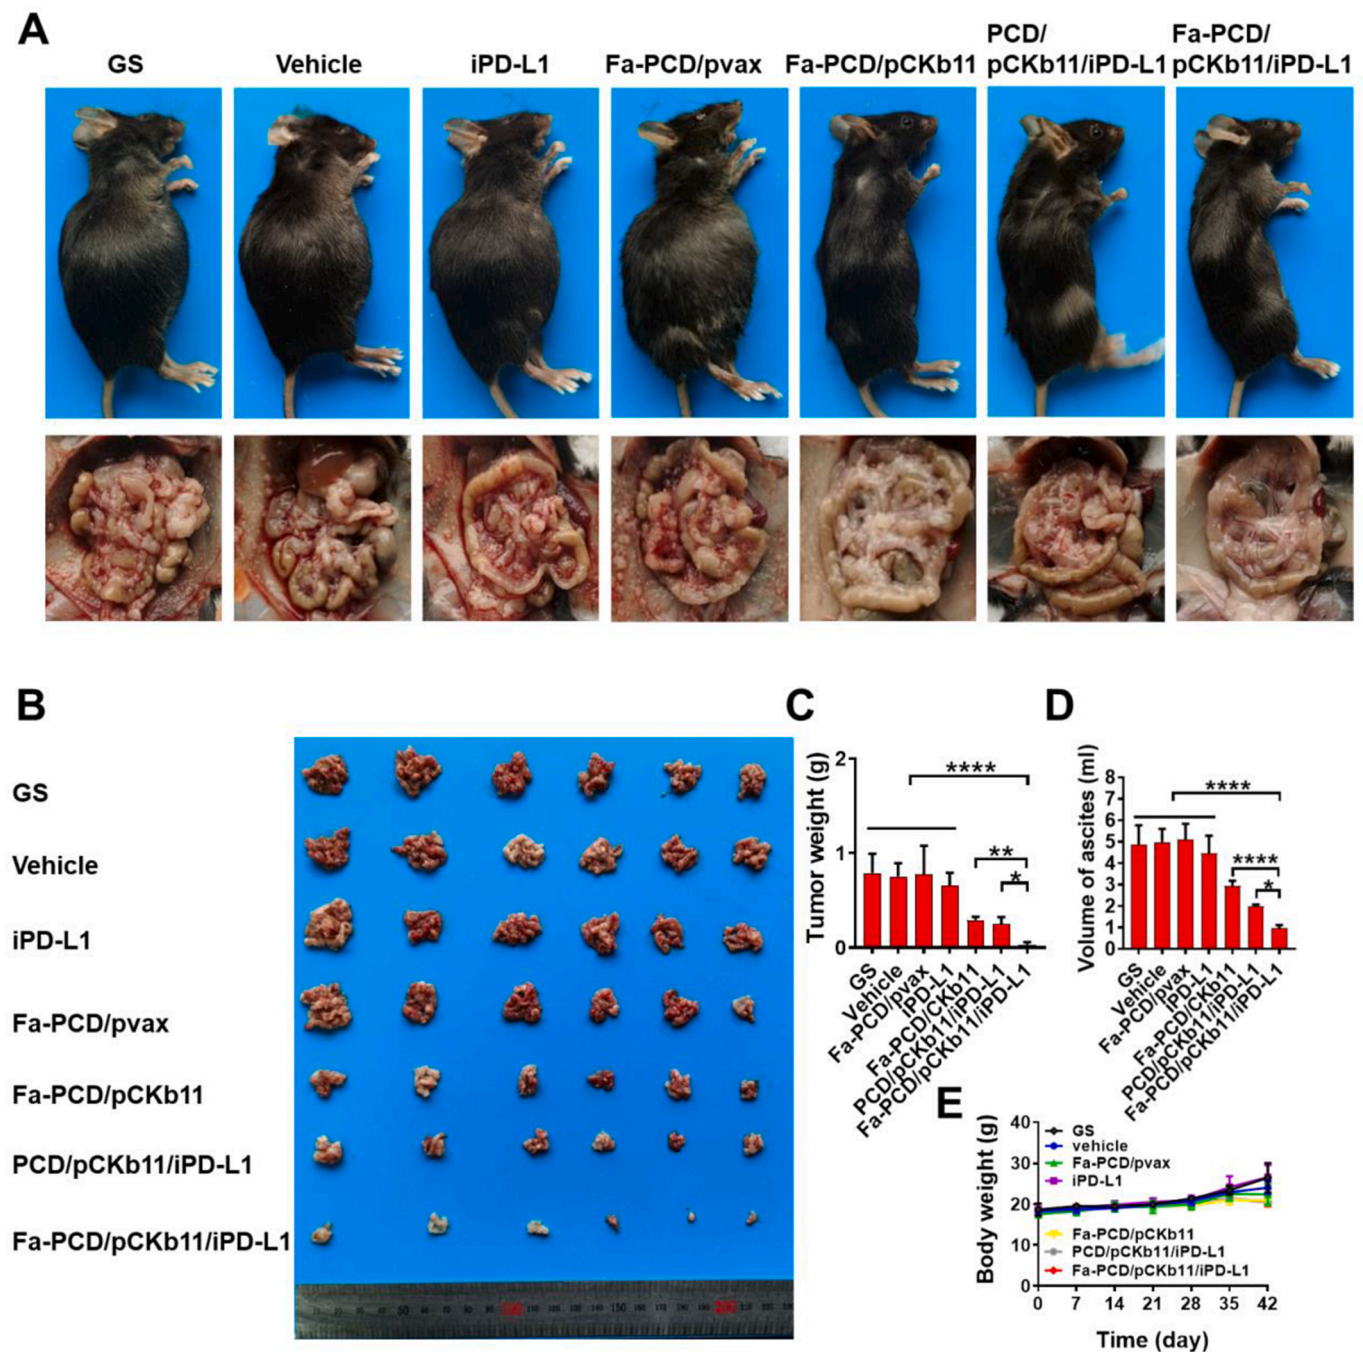 A
GS
Vehicle
iPD-L1
Fa-PCD/pvax
Fa-PCD/pCKb11
PCD/
pCKb11/iPD-L1
Fa-PCD/
pCKb11/iPD-L1
B
GS
Vehicle
iPD-L1
Fa-PCD/pvax
Fa-PCD/pCKb11
PCD/pCKb11/iPD-L1
Fa-PCD/pCKb11/iPD-L1
50
100
150
200
C
Tumor weight (g)
2
1
0
****
**
*
GS
Vehicle
Fa-PCD/pvax
iPD-L1
Fa-PCD/CKb11
PCD/pCKb11/iPD-L1
Fa-PCD/pCKb11/iPD-L1
D
Volume of ascites (ml)
8
7
6
5
4
3
2
1
0
****
****
*
GS
Vehicle
Fa-PCD/pvax
iPD-L1
Fa-PCD/CKb11
PCD/pCKb11/iPD-L1
Fa-PCD/pCKb11/iPD-L1
E
Body weight (g)
40
30
20
10
0
GS
vehicle
Fa-PCD/pvax
iPD-L1
Fa-PCD/pCKb11
PCD/pCKb11/iPD-L1
Fa-PCD/pCKb11/iPD-L1
0 7 14 21 28 35 42
Time (day)